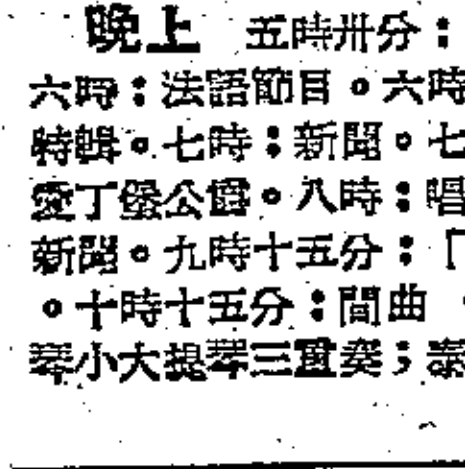 晚上 五時卅分：
六時：法語節目。六時
特輯。七時：新聞。七
愛丁堡公爵。八時：唱
新聞。九時十五分：「
。十時十五分：間曲
琴小大提琴三重奏；泰